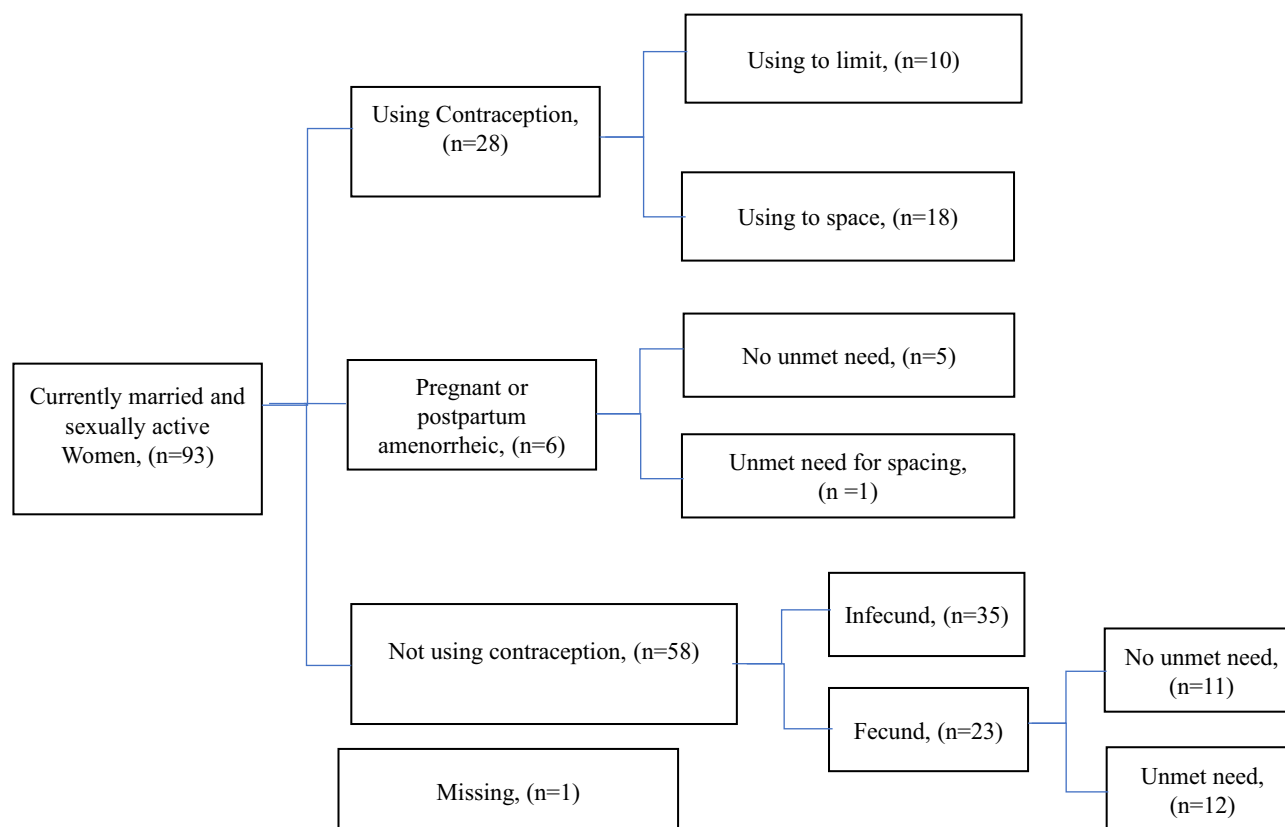 Using to limit, (n=10)
Using Contraception,
(n=28)
Using to space, (n=18)
Currently married and
sexually active
Women, (n=93)
Pregnant or
postpartum
amenorrheic, (n=6)
No unmet need, (n=5)
Unmet need for spacing,
(n =1)
Not using contraception, (n=58)
Infecund, (n=35)
Fecund, (n=23)
No unmet need,
(n=11)
Unmet need,
(n=12)
Missing, (n=1)